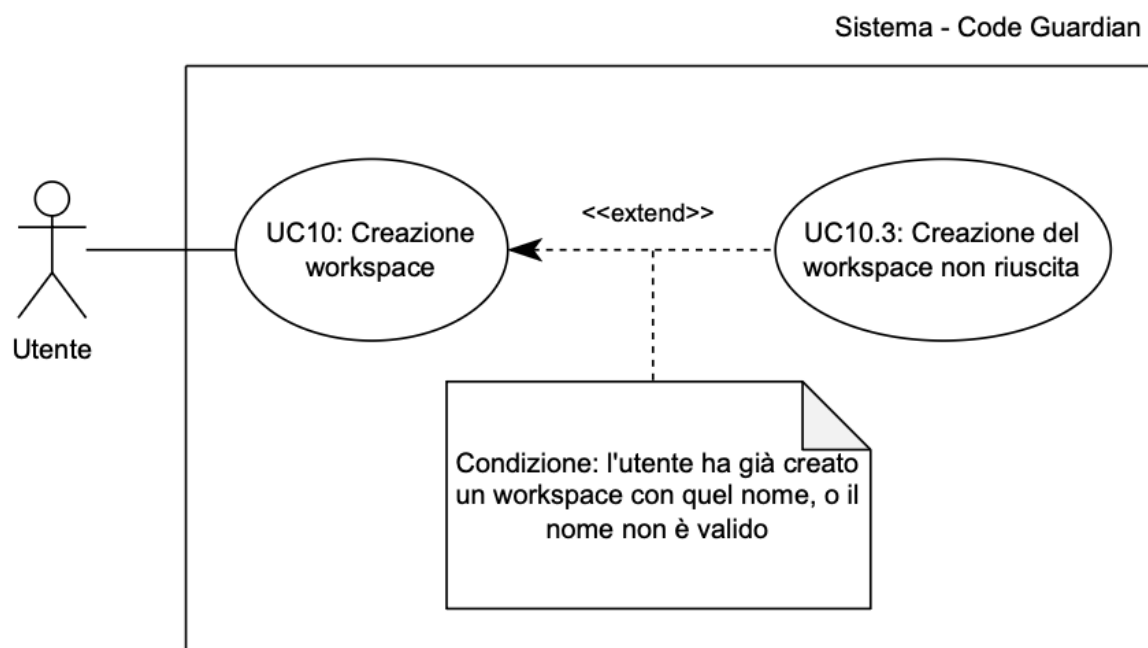 Sistema - Code Guardian
UC10: Creazione
workspace
<<extend>>
UC10.3: Creazione del
workspace non riuscita
Utente
Condizione: l'utente ha già creato
un workspace con quel nome, o il
nome non è valido